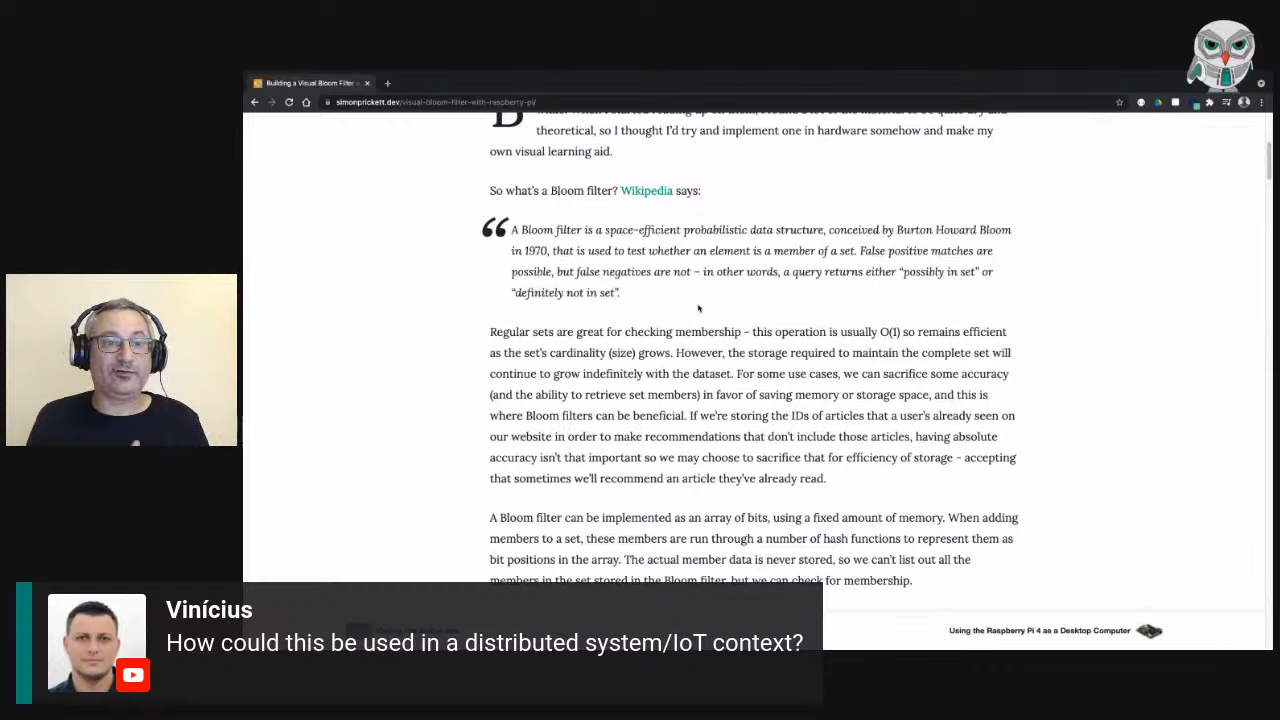 Building a Visual Bloom Filter
simonprickett.dev/visual-bloom-filter-with-raspberry-pi/
theoretical, so I thought I'd try and implement one in hardware somehow and make my
own visual learning aid.
So what's a Bloom filter? Wikipedia says:
“ A Bloom filter is a space-efficient probabilistic data structure, conceived by Burton Howard Bloom
in 1970, that is used to test whether an element is a member of a set. False positive matches are
possible, but false negatives are not – in other words, a query returns either “possibly in set” or
“definitely not in set”.
Regular sets are great for checking membership - this operation is usually O(1) so remains efficient
as the set's cardinality (size) grows. However, the storage required to maintain the complete set will
continue to grow indefinitely with the dataset. For some use cases, we can sacrifice some accuracy
(and the ability to retrieve set members) in favor of saving memory or storage space, and this is
where Bloom filters can be beneficial. If we're storing the IDs of articles that a user's already seen on
our website in order to make recommendations that don't include those articles, having absolute
accuracy isn't that important so we may choose to sacrifice that for efficiency of storage - accepting
that sometimes we'll recommend an article they've already read.
A Bloom filter can be implemented as an array of bits, using a fixed amount of memory. When adding
members to a set, these members are run through a number of hash functions to represent them as
bit positions in the array. The actual member data is never stored, so we can't list out all the
members in the set stored in the Bloom filter, but we can check for membership.
Using the Raspberry Pi 4 as a Desktop Computer
Vinícius
How could this be used in a distributed system/IoT context?